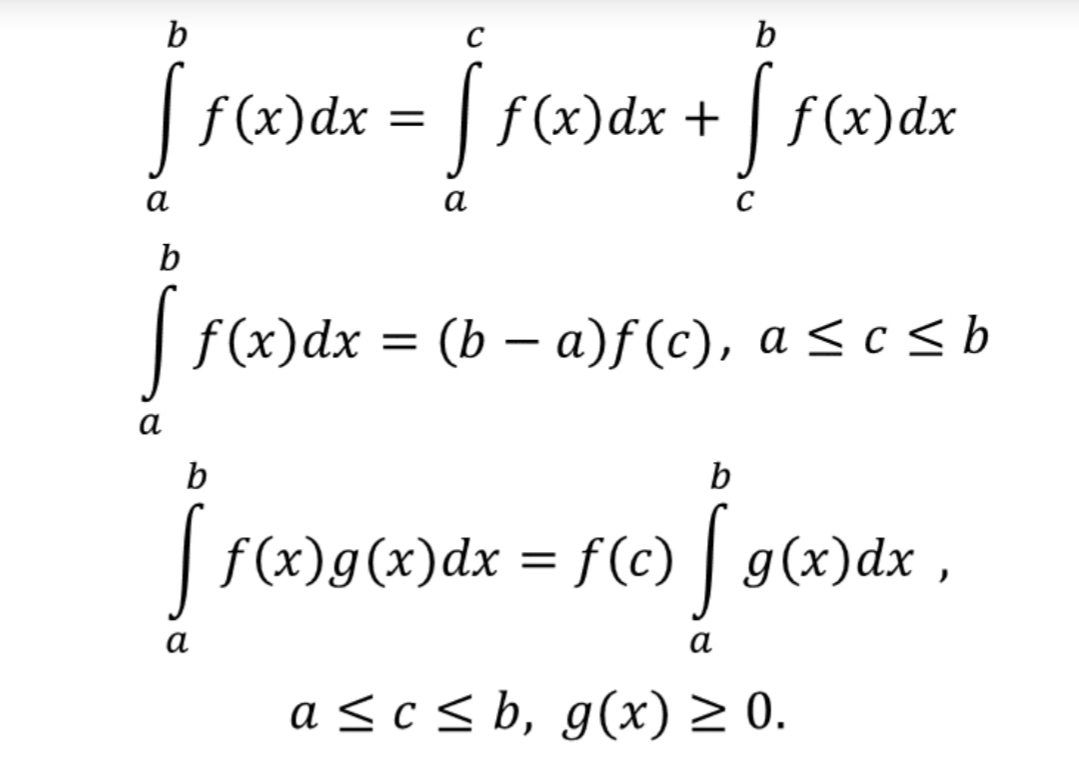 ∫_a^b f(x)dx = ∫_a^c f(x)dx + ∫_c^b f(x)dx
∫_a^b f(x)dx = (b − a)f(c), a ≤ c ≤ b
∫_a^b f(x)g(x)dx = f(c) ∫_a^b g(x)dx ,
a ≤ c ≤ b, g(x) ≥ 0.